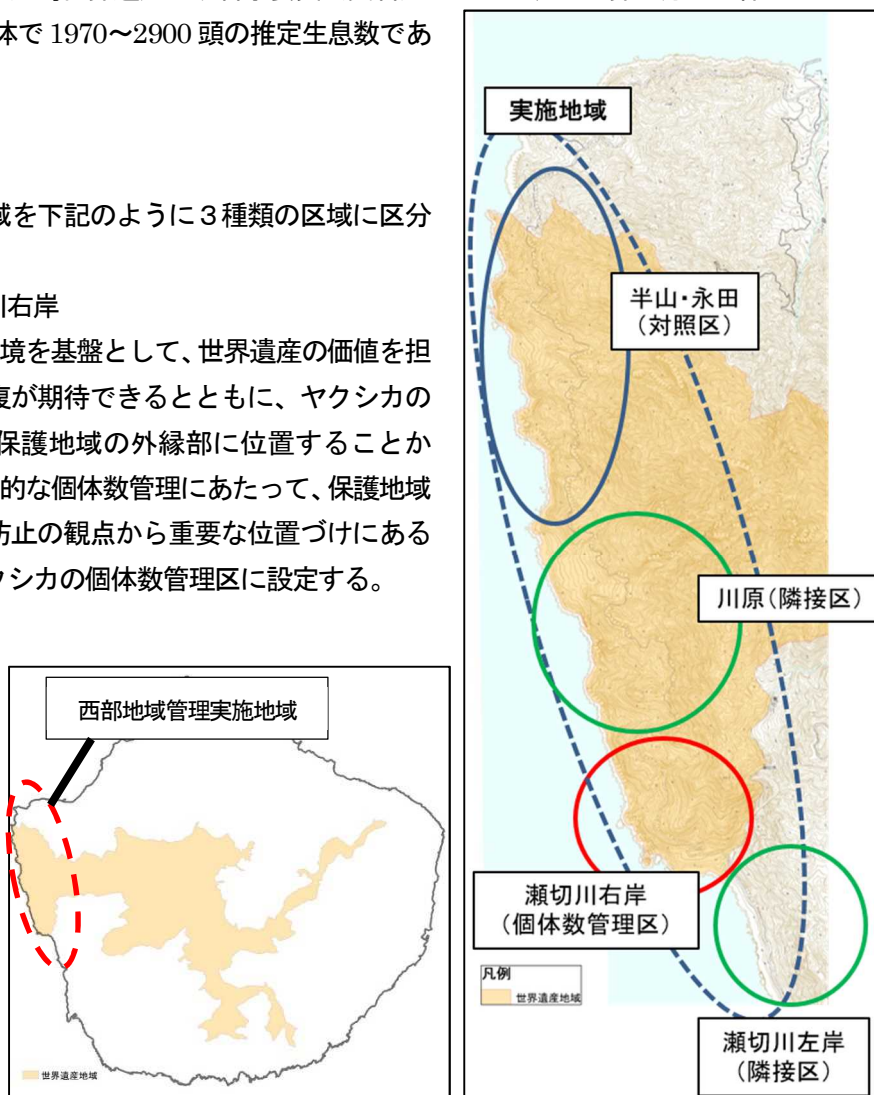 体で 1970～2900 頭の推定生息数であ
域を下記のように３種類の区域に区分
川右岸
境を基盤として、世界遺産の価値を担
復が期待できるとともに、ヤクシカの
保護地域の外縁部に位置することか
的な個体数管理にあたって、保護地域
防止の観点から重要な位置づけにある
クシカの個体数管理区に設定する。
西部地域管理実施地域
世界遺産地域
実施地域
半山・永田
（対照区）
川原（隣接区）
瀬切川右岸
（個体数管理区）
凡例
世界遺産地域
瀬切川左岸
（隣接区）